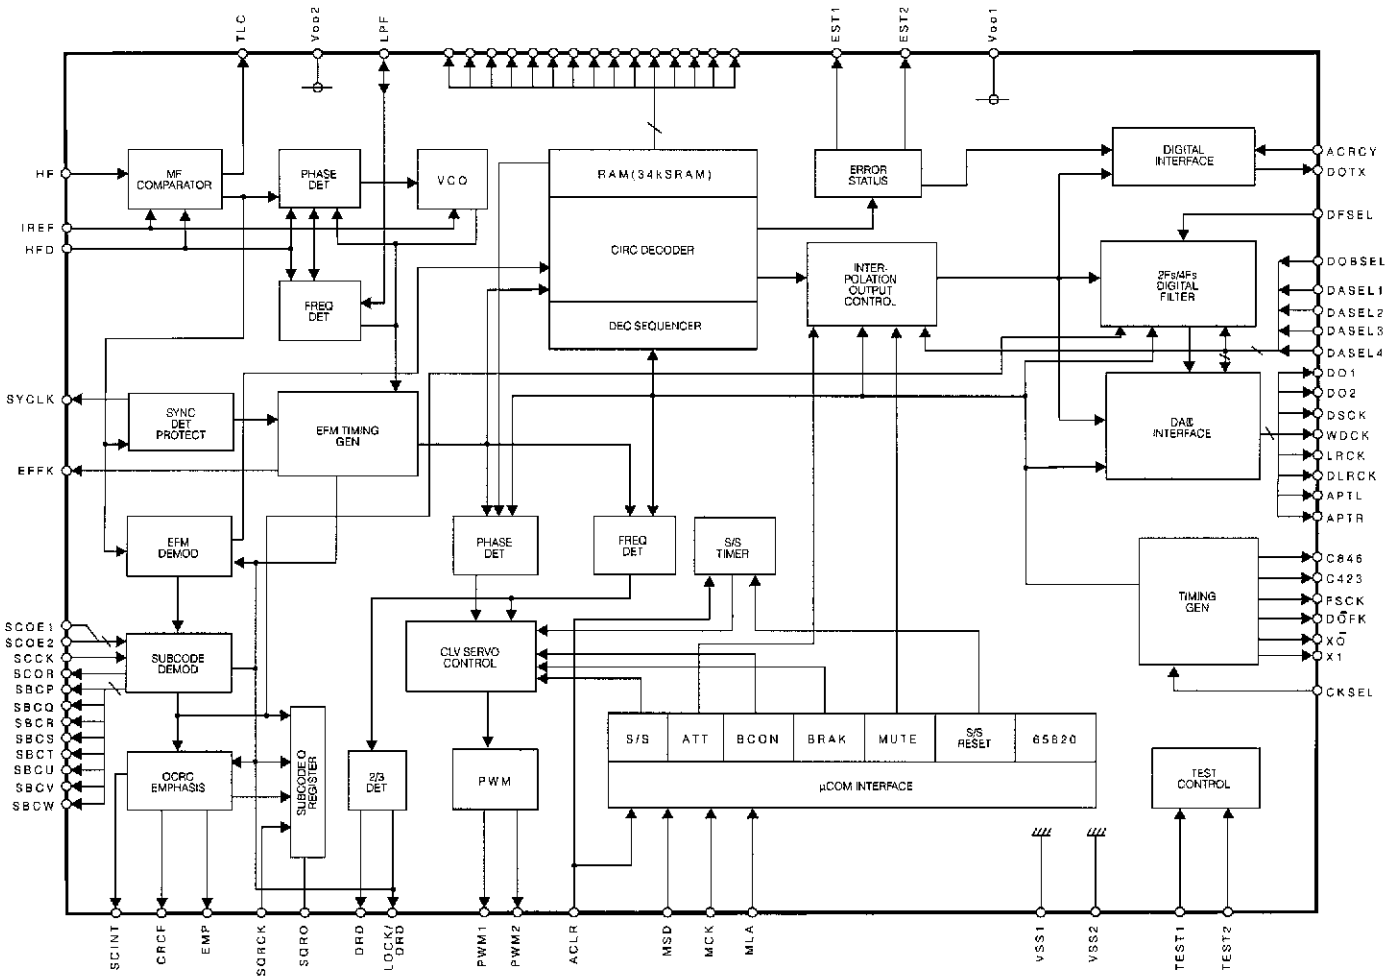 TLC
VDD2
LPF
EST1
EST2
VDD1
HF
IREF
HFD
SYCLK
EFFK
SCOE1
SCOE2
SCCK
SCOR
SBCP
SBCQ
SBCR
SBCS
SBCT
SBCU
SBCV
SBCW
MF
COMPARATOR
PHASE
DET
VCO
FREQ
DET
RAM(34kSRAM)
CIRC DECODER
DEC SEQUENCER
ERROR
STATUS
INTER-
POLATION
OUTPUT
CONTROL
DIGITAL
INTERFACE
2Fs/4Fs
DIGITAL
FILTER
DAC
INTERFACE
SYNC
DET
PROTECT
EFM TIMING
GEN
EFM
DEMOD
PHASE
DET
FREQ
DET
S/S
TIMER
TIMING
GEN
SUBCODE
DEMOD
CLV SERVO
CONTROL
QCRC
EMPHASIS
SUBCODE Q
REGISTER
2/3
DET
PWM
S/S
ATT
BCON
BRAK
MUTE
S/S
RESET
65820
μCOM INTERFACE
TEST
CONTROL
ACRCY
DOTX
DFSEL
DOBSEL
DASEL1
DASEL2
DASEL3
DASEL4
DO1
DO2
DSCK
WDCK
LRCK
DLRCK
APTL
APTR
C846
C423
PSCK
DOFK
XO
X1
CKSEL
SCINT
CRCF
EMP
SQRCK
SQRO
DRD
LOCK/
DRD
PWM1
PWM2
ACLR
MSD
MCK
MLA
VSS1
VSS2
TEST1
TEST2